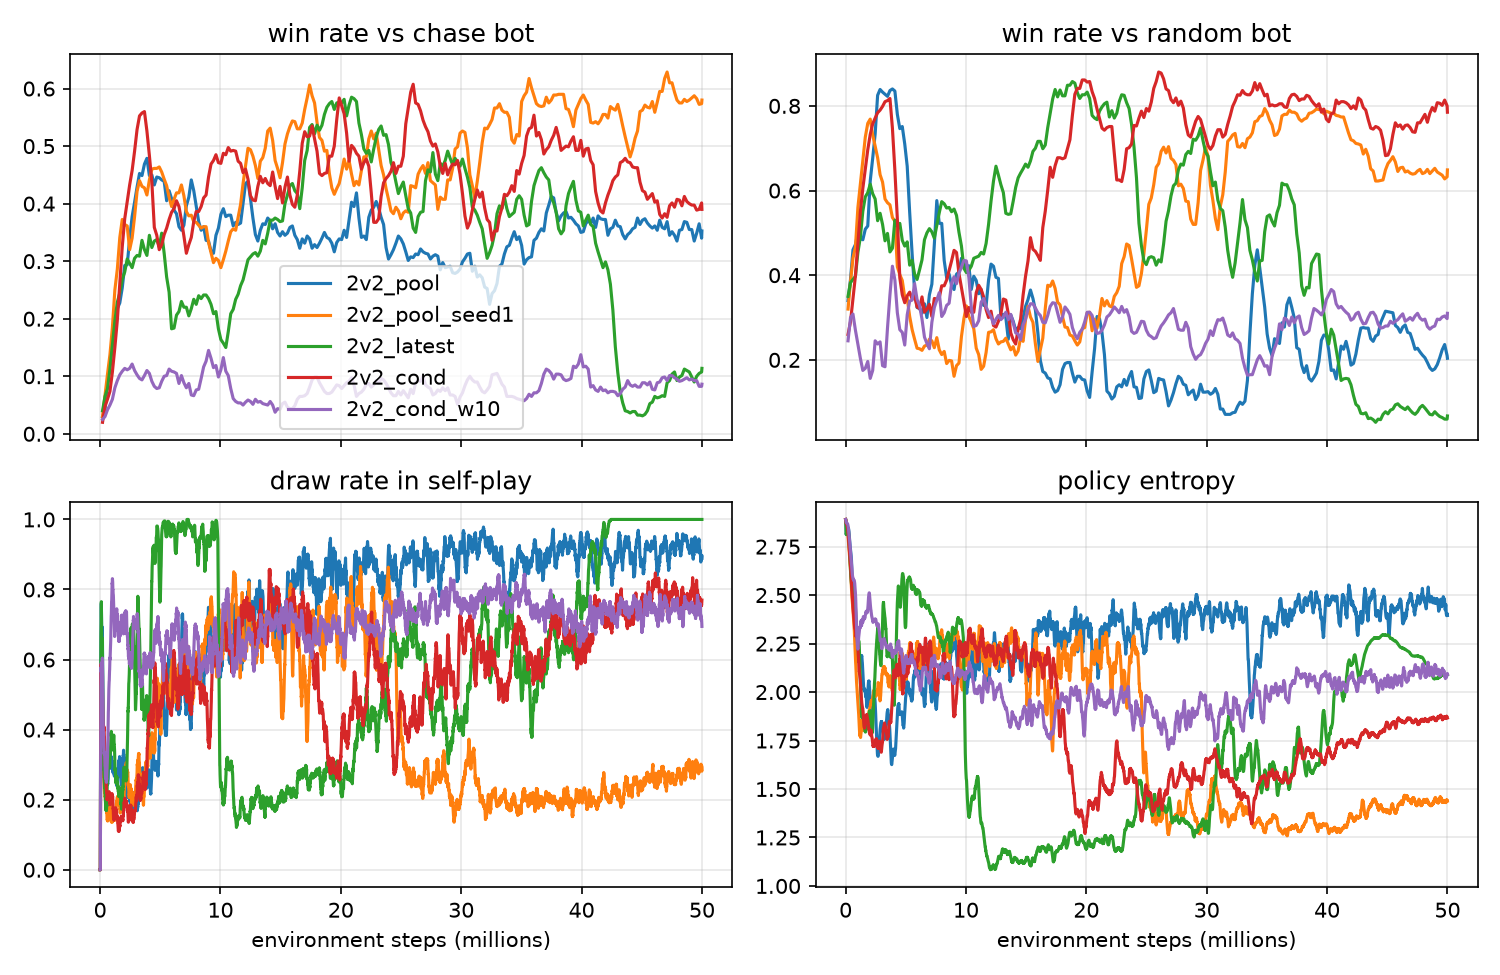 win rate vs chase bot
0.6
0.5
0.4
0.3
0.2
0.1
0.0
2v2_pool
2v2_pool_seed1
2v2_latest
2v2_cond
2v2_cond_w10
win rate vs random bot
0.8
0.6
0.4
0.2
draw rate in self-play
1.0
0.8
0.6
0.4
0.2
0.0
0 10 20 30 40 50
environment steps (millions)
policy entropy
2.75
2.50
2.25
2.00
1.75
1.50
1.25
1.00
0 10 20 30 40 50
environment steps (millions)